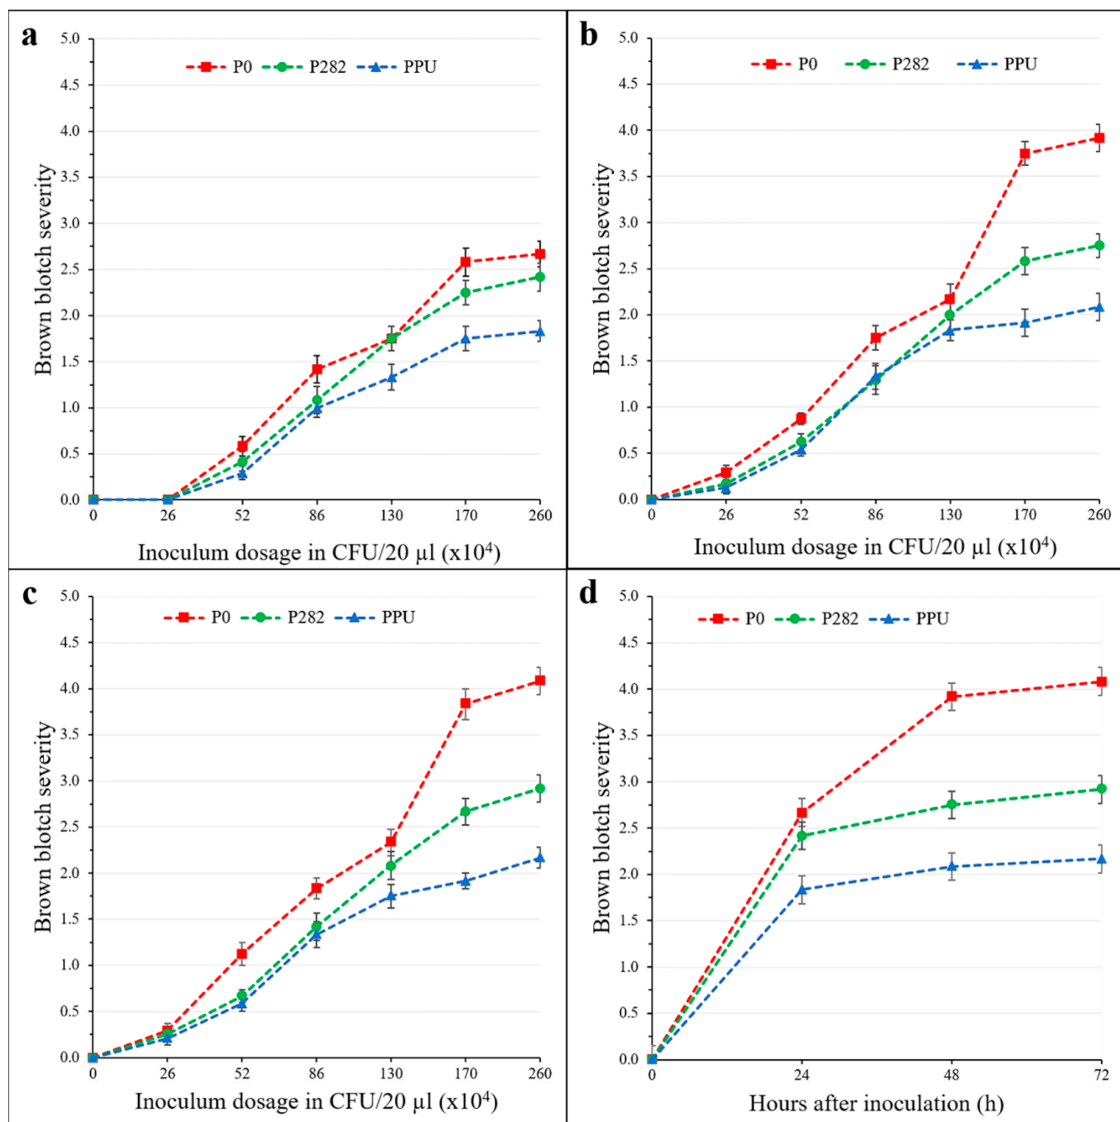 a
P0 P282 PPU
5.0
4.5
4.0
3.5
3.0
2.5
2.0
1.5
1.0
0.5
0.0
Brown blotch severity
0 26 52 86 130 170 260
Inoculum dosage in CFU/20 µl (x10⁴)
b
P0 P282 PPU
5.0
4.5
4.0
3.5
3.0
2.5
2.0
1.5
1.0
0.5
0.0
Brown blotch severity
0 26 52 86 130 170 260
Inoculum dosage in CFU/20 µl (x10⁴)
c
P0 P282 PPU
5.0
4.5
4.0
3.5
3.0
2.5
2.0
1.5
1.0
0.5
0.0
Brown blotch severity
0 26 52 86 130 170 260
Inoculum dosage in CFU/20 µl (x10⁴)
d
P0 P282 PPU
5.0
4.5
4.0
3.5
3.0
2.5
2.0
1.5
1.0
0.5
0.0
Brown blotch severity
0 24 48 72
Hours after inoculation (h)